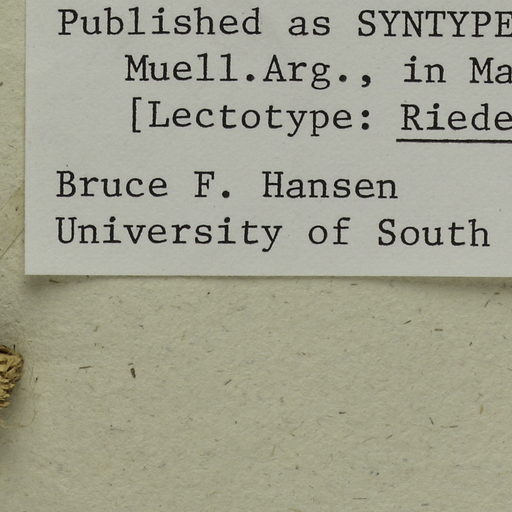 Published as SYNTYPE
Muell.Arg., in Ma
[Lectotype: Riede
Bruce F. Hansen
University of South